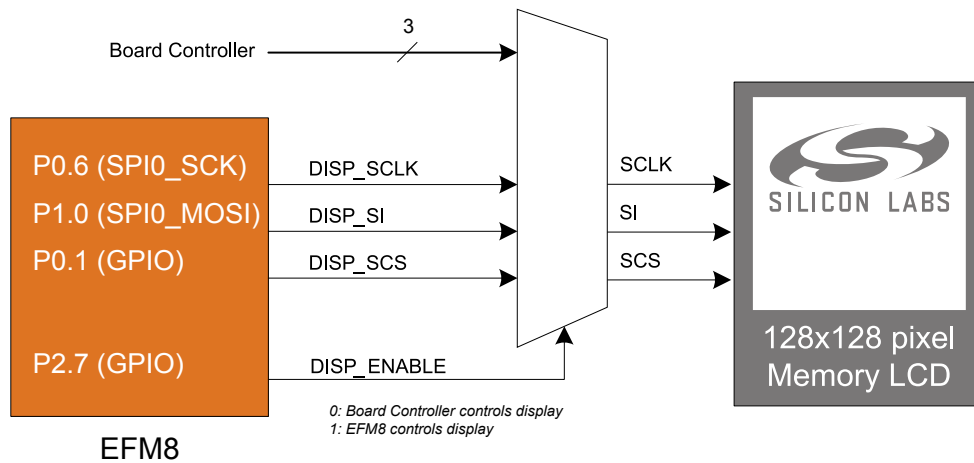 3
Board Controller
P0.6 (SPI0_SCK)
DISP_SCLK
SCLK
P1.0 (SPI0_MOSI)
DISP_SI
SI
P0.1 (GPIO)
DISP_SCS
SCS
SILICON LABS
P2.7 (GPIO)
DISP_ENABLE
128x128 pixel
Memory LCD
0: Board Controller controls display
1: EFM8 controls display
EFM8